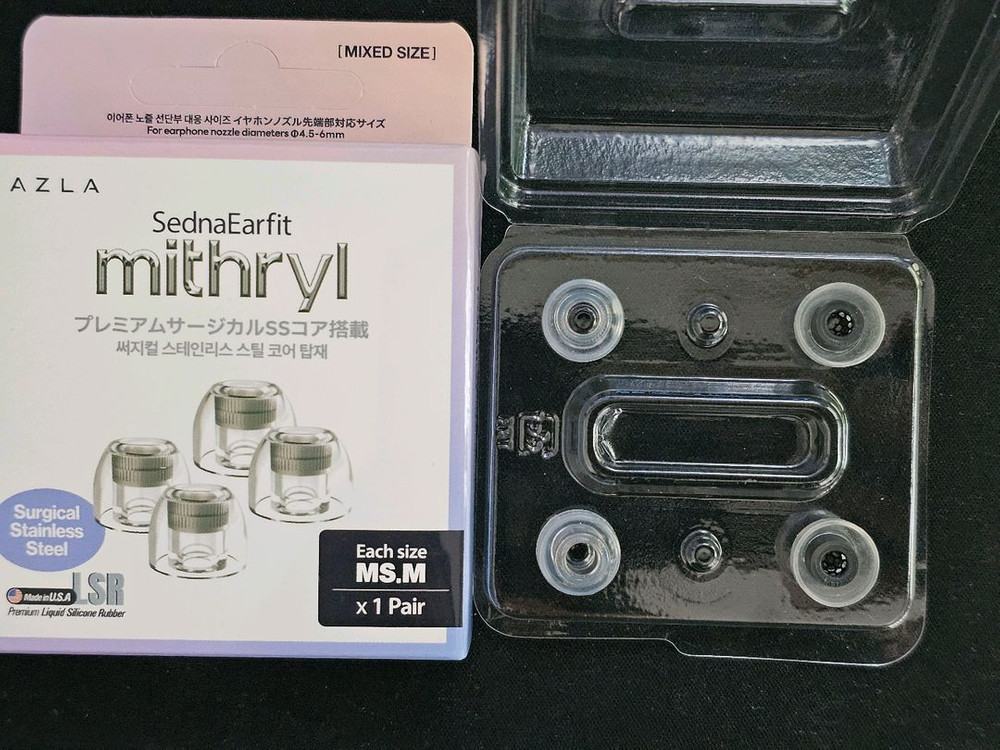 [MIXED SIZE]
이어폰 노즐 선단부 대응 사이즈 イヤホンノズル先端部対応サイズ
For earphone nozzle diameters Φ4.5-6mm
AZLA
SednaEarfit
mithryl
プレミアムサージカルSSコア搭載
써지컬 스테인리스 스틸 코어 탑재
Surgical
Stainless
Steel
Made in U.S.A LSR
Premium Liquid Silicone Rubber
Each size
MS.M
x 1 Pair